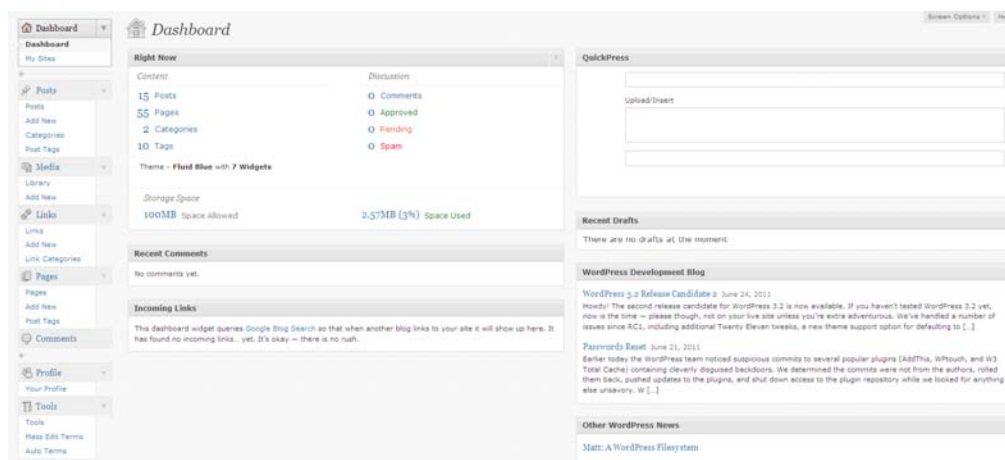 Screen Options
Dashboard
Dashboard
My Sites
Posts
Posts
Add New
Categories
Post Tags
Media
Library
Add New
Links
Links
Add New
Link Categories
Pages
Pages
Add New
Post Tags
Comments
Profile
Your Profile
Tools
Tools
Mass Edit Terms
Auto Terms
Dashboard
Right Now
Content
Discussion
15 Posts
0 Comments
55 Pages
0 Approved
2 Categories
0 Pending
10 Tags
0 Spam
Theme - Fluid Blue with 7 Widgets
Storage Space
100MB Space Allowed
2.57MB (3%) Space Used
Recent Comments
No comments yet.
Incoming Links
This dashboard widget queries Google Blog Search so that when another blog links to your site it will show up here. It
has found no incoming links… yet. It's okay — there is no rush.
QuickPress
Upload/Insert
Recent Drafts
There are no drafts at the moment
WordPress Development Blog
WordPress 3.2 Release Candidate 2 June 24, 2011
Howdy! The second release candidate for WordPress 3.2 is now available. If you haven't tested WordPress 3.2 yet,
now is the time — please though, not on your live site unless you're extra adventurous. We've handled a number of
issues since RC1, including additional Twenty Eleven tweaks, a new theme support option for defaulting to […]
Passwords Reset June 21, 2011
Earlier today the WordPress team noticed suspicious commits to several popular plugins (AddThis, WPtouch, and W3
Total Cache) containing cleverly disguised backdoors. We determined the commits were not from the authors, rolled
them back, pushed updates to the plugins, and shut down access to the plugin repository while we looked for anything
else unsavory. W […]
Other WordPress News
Matt: A WordPress Filesystem